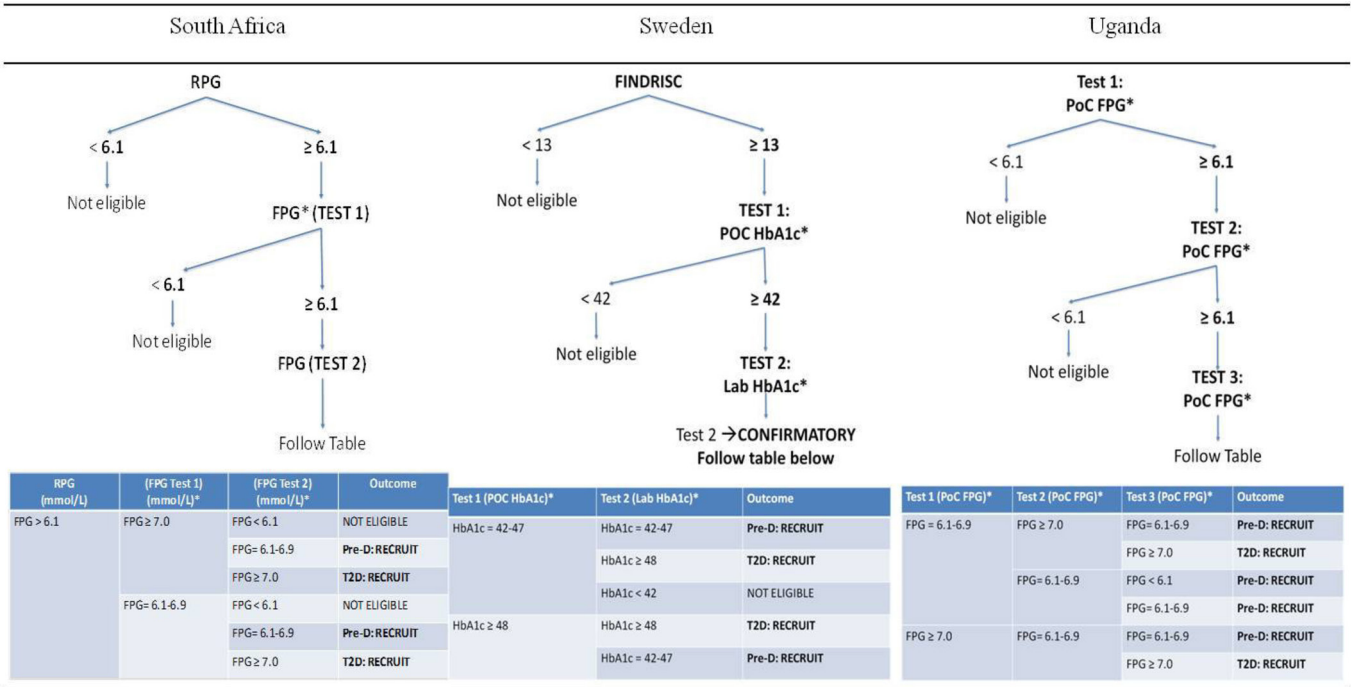 South Africa
Sweden
Uganda
RPG
< 6.1
≥ 6.1
Not eligible
FPG* (TEST 1)
< 6.1
≥ 6.1
Not eligible
FPG (TEST 2)
Follow Table
FINDRISC
< 13
≥ 13
Not eligible
TEST 1:
POC HbA1c*
< 42
≥ 42
Not eligible
TEST 2:
Lab HbA1c*
Test 2 →CONFIRMATORY
Follow table below
Test 1:
PoC FPG*
< 6.1
≥ 6.1
Not eligible
TEST 2:
PoC FPG*
< 6.1
≥ 6.1
Not eligible
TEST 3:
PoC FPG*
Follow Table
RPG (FPG Test 1) (FPG Test 2) Outcome
(mmol/L) (mmol/L)* (mmol/L)*
FPG > 6.1 FPG ≥ 7.0 FPG < 6.1 NOT ELIGIBLE
FPG= 6.1-6.9 Pre-D: RECRUIT
FPG ≥ 7.0 T2D: RECRUIT
FPG= 6.1-6.9 FPG < 6.1 NOT ELIGIBLE
FPG= 6.1-6.9 Pre-D: RECRUIT
FPG ≥ 7.0 T2D: RECRUIT
Test 1 (POC HbA1c)* Test 2 (Lab HbA1c)* Outcome
HbA1c = 42-47 HbA1c = 42-47 Pre-D: RECRUIT
HbA1c ≥ 48 T2D: RECRUIT
HbA1c < 42 NOT ELIGIBLE
HbA1c ≥ 48 HbA1c ≥ 48 T2D: RECRUIT
HbA1c = 42-47 Pre-D: RECRUIT
Test 1 (PoC FPG)* Test 2 (PoC FPG)* Test 3 (PoC FPG)* Outcome
FPG = 6.1-6.9 FPG ≥ 7.0 FPG= 6.1-6.9 Pre-D: RECRUIT
FPG ≥ 7.0 T2D: RECRUIT
FPG= 6.1-6.9 FPG < 6.1 Pre-D: RECRUIT
FPG= 6.1-6.9 Pre-D: RECRUIT
FPG ≥ 7.0 FPG= 6.1-6.9 FPG= 6.1-6.9 Pre-D: RECRUIT
FPG ≥ 7.0 T2D: RECRUIT